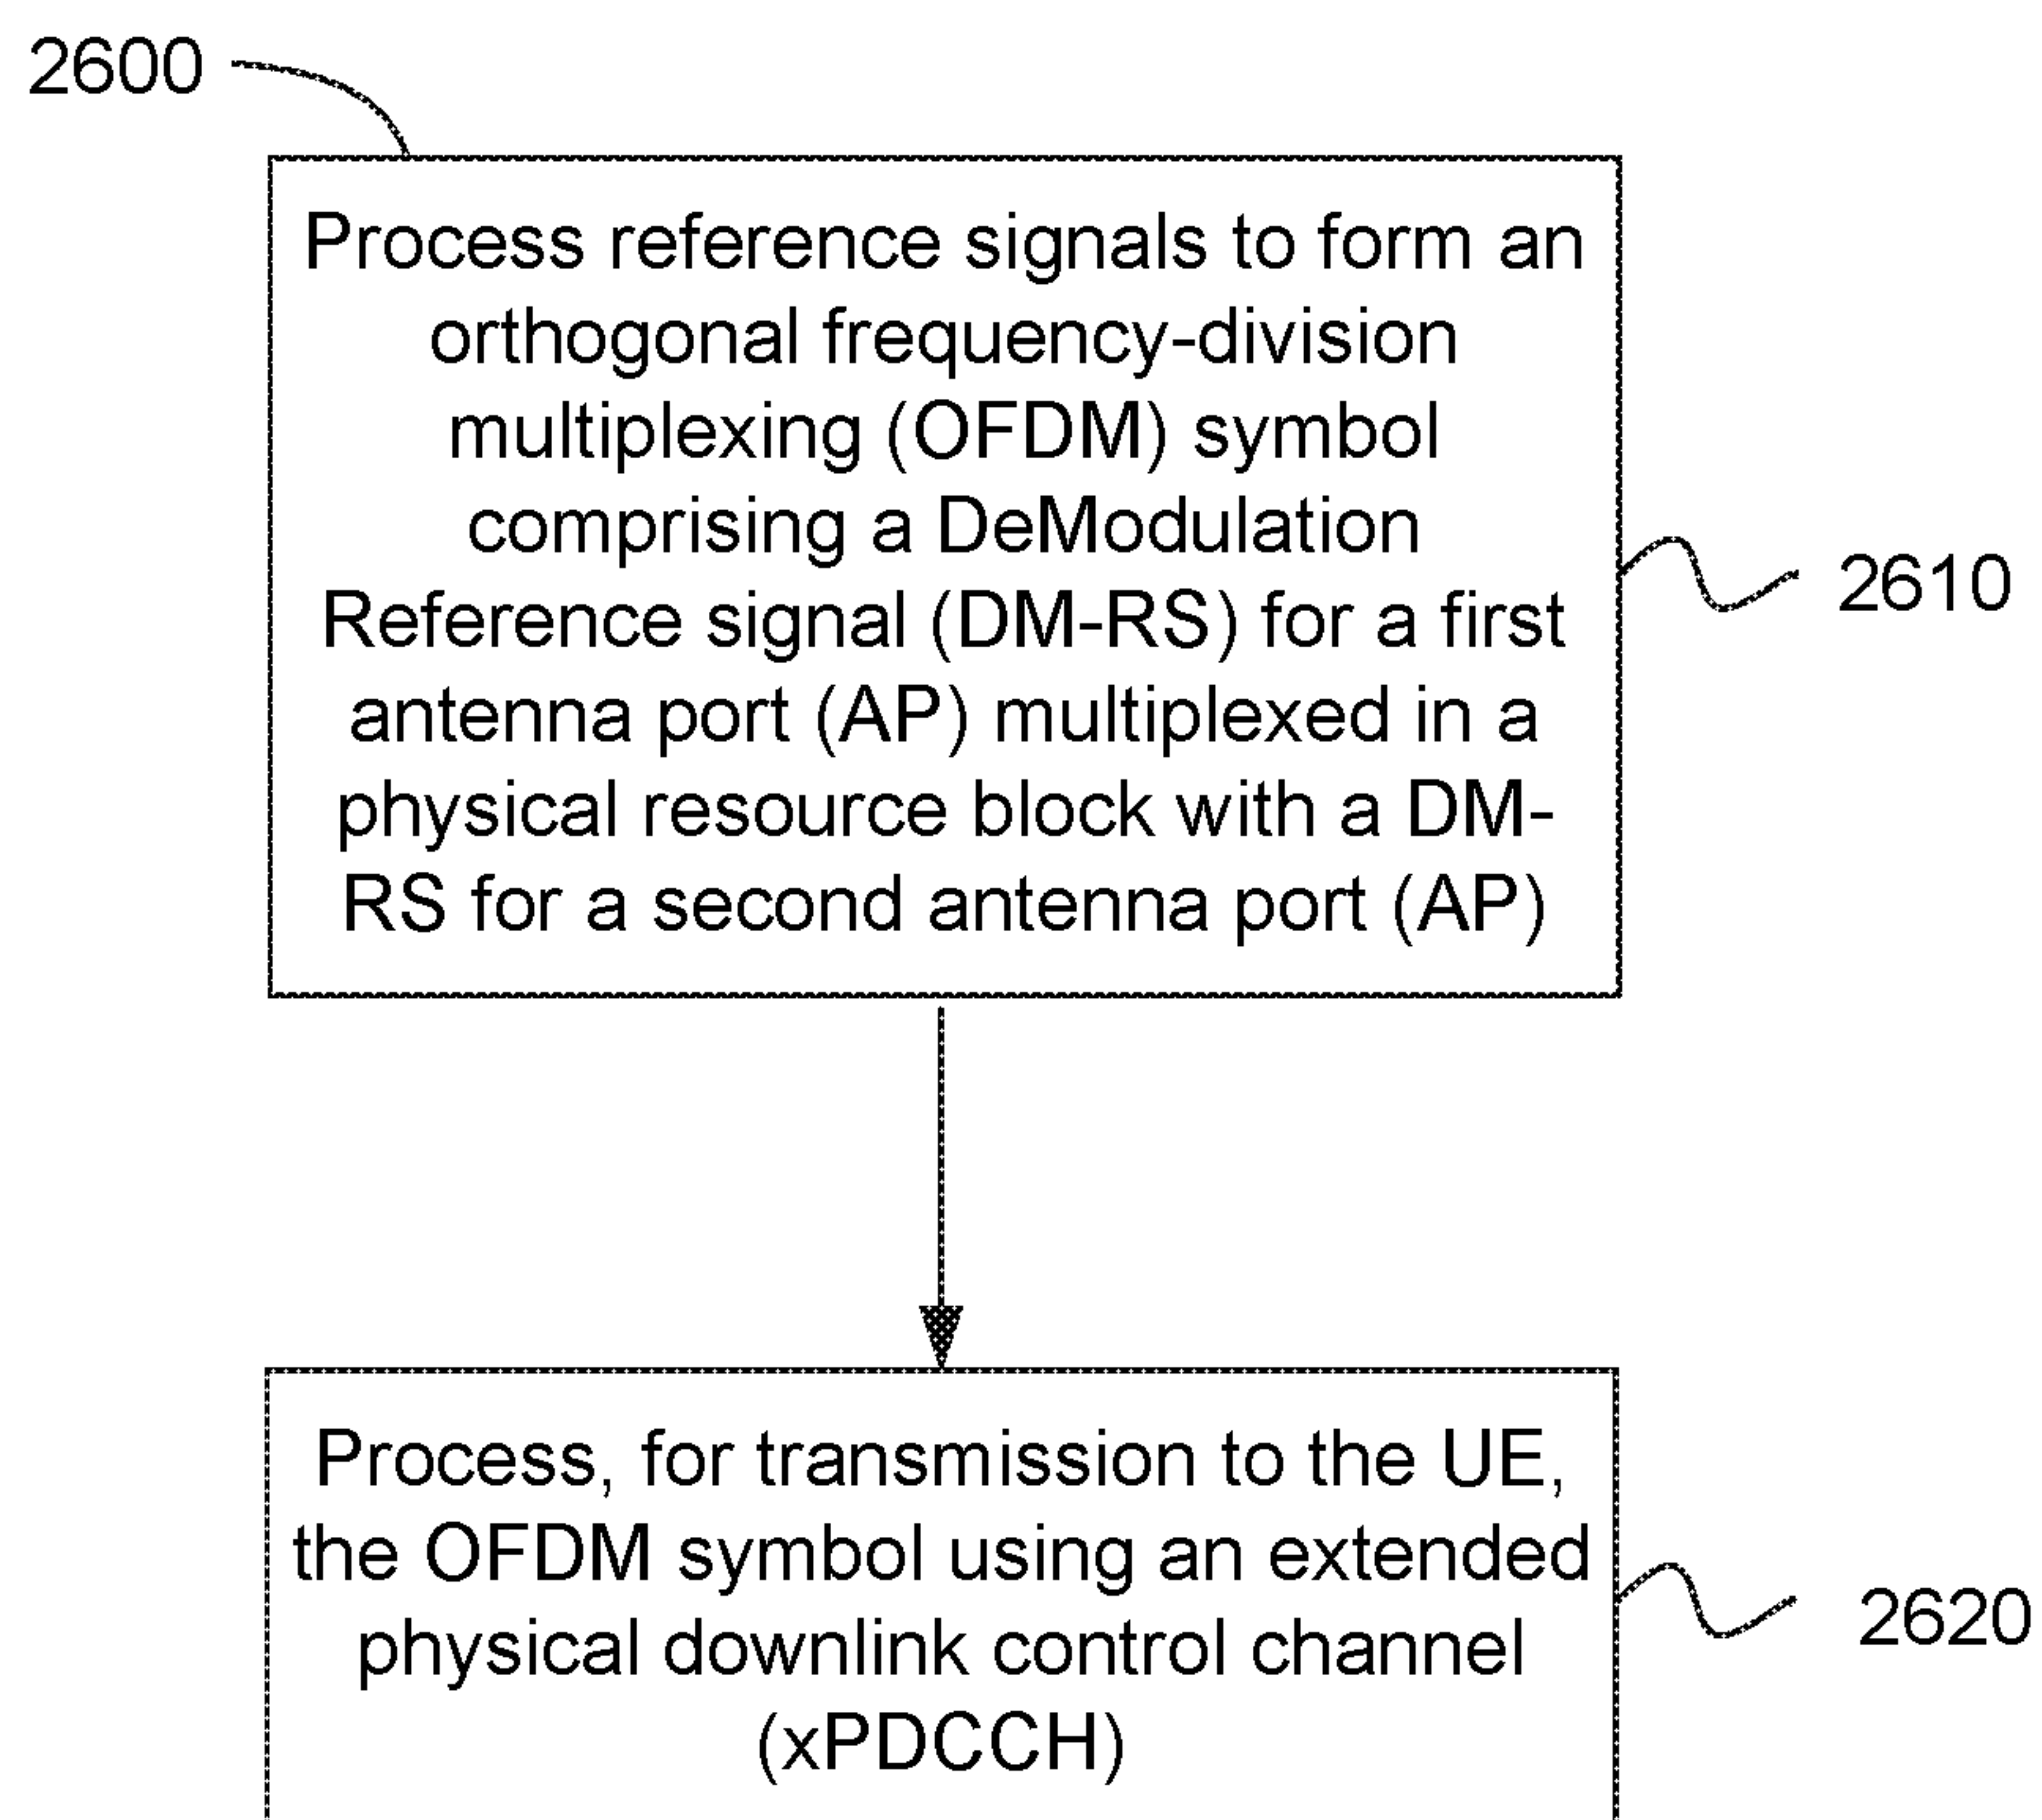 2600
Process reference signals to form an
orthogonal frequency-division
multiplexing (OFDM) symbol
comprising a DeModulation
Reference signal (DM-RS) for a first
antenna port (AP) multiplexed in a
physical resource block with a DM-
RS for a second antenna port (AP)
2610
Process, for transmission to the UE,
the OFDM symbol using an extended
physical downlink control channel
(xPDCCH)
2620